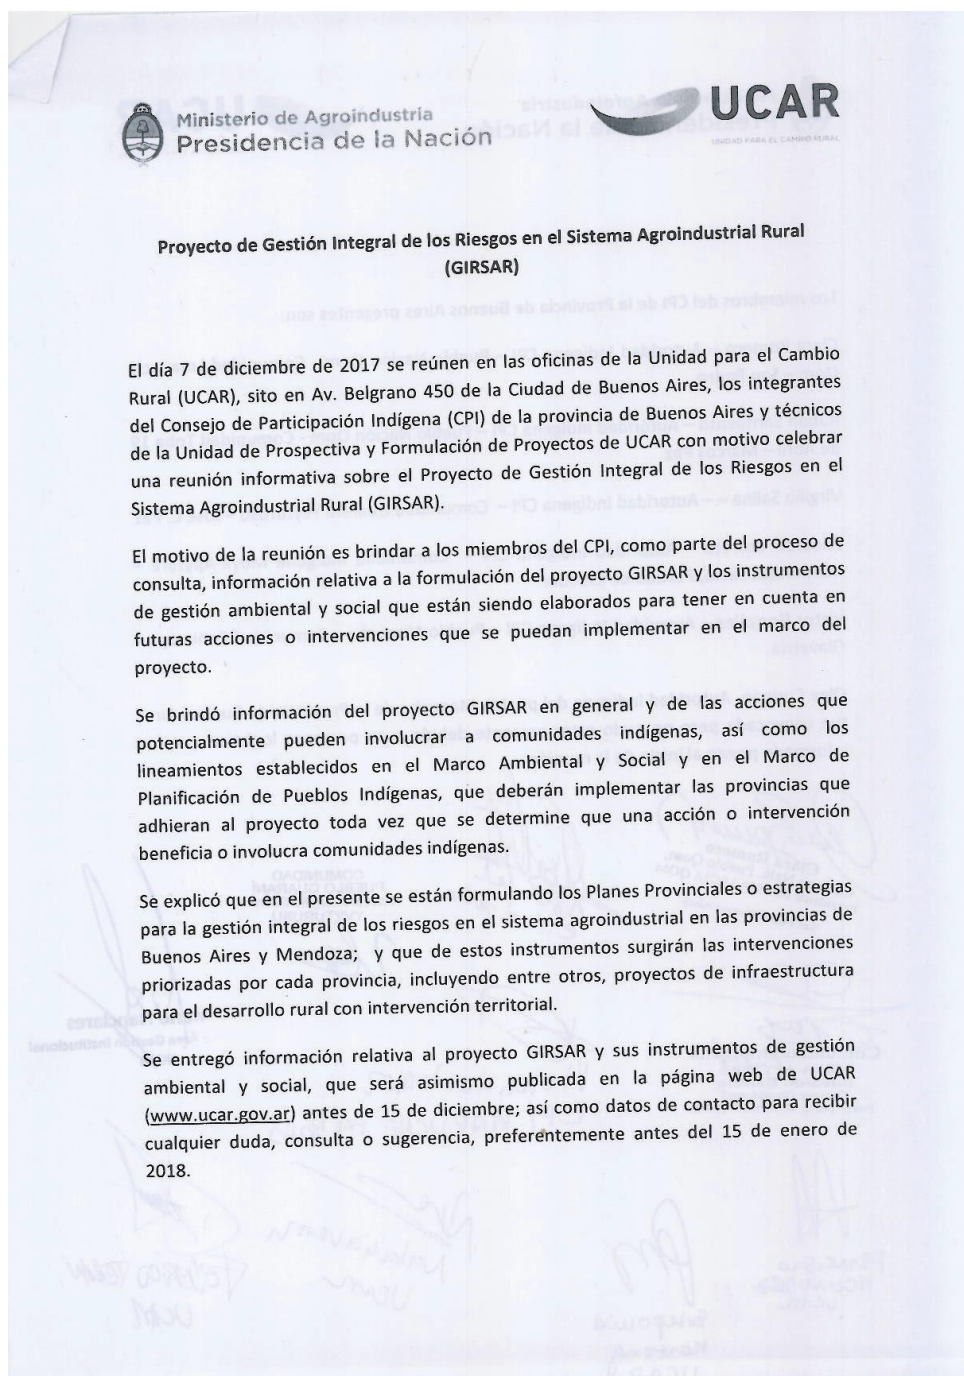 Ministerio de Agroindustria
Presidencia de la Nación
UCAR
UNIDAD PARA EL CAMBIO RURAL
Proyecto de Gestión Integral de los Riesgos en el Sistema Agroindustrial Rural
(GIRSAR)
El día 7 de diciembre de 2017 se reúnen en las oficinas de la Unidad para el Cambio
Rural (UCAR), sito en Av. Belgrano 450 de la Ciudad de Buenos Aires, los integrantes
del Consejo de Participación Indígena (CPI) de la provincia de Buenos Aires y técnicos
de la Unidad de Prospectiva y Formulación de Proyectos de UCAR con motivo celebrar
una reunión informativa sobre el Proyecto de Gestión Integral de los Riesgos en el
Sistema Agroindustrial Rural (GIRSAR).
El motivo de la reunión es brindar a los miembros del CPI, como parte del proceso de
consulta, información relativa a la formulación del proyecto GIRSAR y los instrumentos
de gestión ambiental y social que están siendo elaborados para tener en cuenta en
futuras acciones o intervenciones que se puedan implementar en el marco del
proyecto.
Se brindó información del proyecto GIRSAR en general y de las acciones que
potencialmente pueden involucrar a comunidades indígenas, así como los
lineamientos establecidos en el Marco Ambiental y Social y en el Marco de
Planificación de Pueblos Indígenas, que deberán implementar las provincias que
adhieran al proyecto toda vez que se determine que una acción o intervención
beneficia o involucra comunidades indígenas.
Se explicó que en el presente se están formulando los Planes Provinciales o estrategias
para la gestión integral de los riesgos en el sistema agroindustrial en las provincias de
Buenos Aires y Mendoza; y que de estos instrumentos surgirán las intervenciones
priorizadas por cada provincia, incluyendo entre otros, proyectos de infraestructura
para el desarrollo rural con intervención territorial.
Se entregó información relativa al proyecto GIRSAR y sus instrumentos de gestión
ambiental y social, que será asimismo publicada en la página web de UCAR
(www.ucar.gov.ar) antes de 15 de diciembre; así como datos de contacto para recibir
cualquier duda, consulta o sugerencia, preferentemente antes del 15 de enero de
2018.